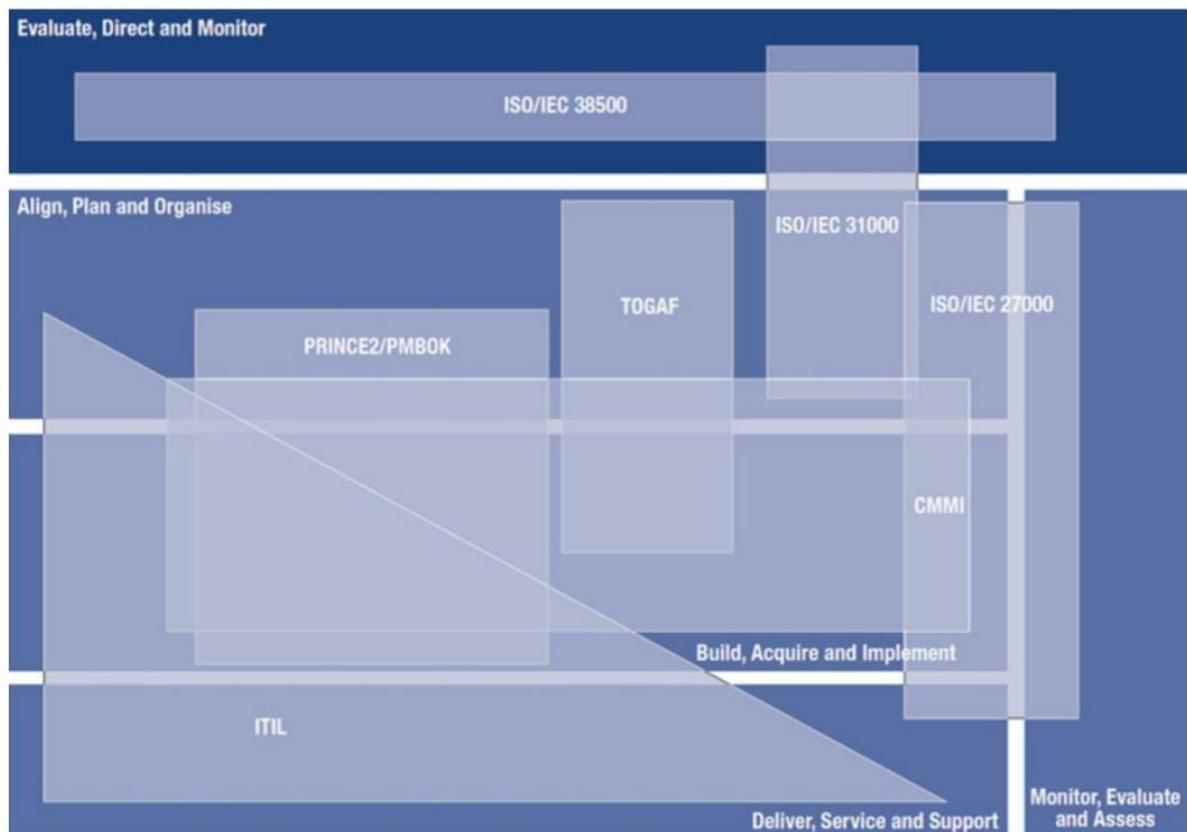 Evaluate, Direct and Monitor
ISO/IEC 38500
Align, Plan and Organise
ISO/IEC 31000
TOGAF
ISO/IEC 27000
PRINCE2/PMBOK
CMMI
Build, Acquire and Implement
ITIL
Deliver, Service and Support
Monitor, Evaluate
and Assess